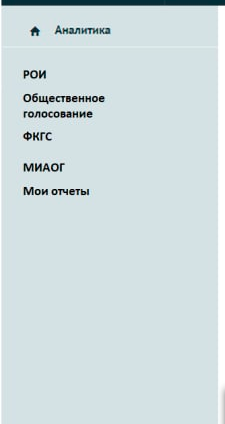 Аналитика
РОИ
Общественное
голосование
ФКГС
МИАОГ
Мои отчеты